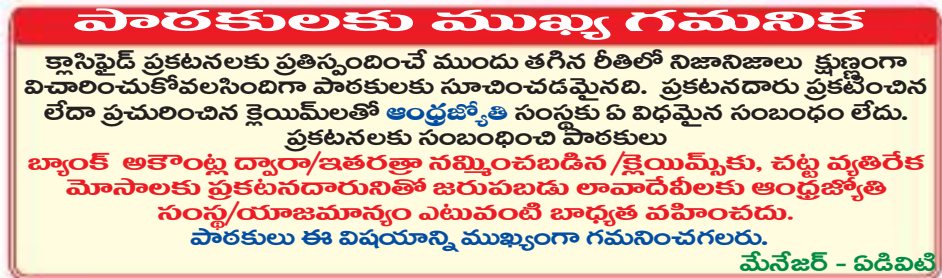 పాఠకులకు ముఖ్య గమనిక
క్లాసిఫైడ్ ప్రకటనలకు ప్రతిస్పందించే ముందు తగిన రీతిలో నిజానిజాలు క్షుణ్ణంగా
విచారించుకోవలసిందిగా పాఠకులకు సూచించడమైనది. ప్రకటనదారు ప్రకటించిన
లేదా ప్రచురించిన క్లెయిమ్‌లతో ఆంధ్రజ్యోతి సంస్థకు ఏ విధమైన సంబంధం లేదు.
ప్రకటనలకు సంబంధించి పాఠకులు
బ్యాంక్ అకౌంట్ల ద్వారా/ఇతరత్రా నమ్మించబడిన /క్లెయిమ్స్‌కు, చట్ట వ్యతిరేక
మోసాలకు ప్రకటనదారునితో జరుపబడు లావాదేవీలకు ఆంధ్రజ్యోతి
సంస్థ/యాజమాన్యం ఎటువంటి బాధ్యత వహించదు.
పాఠకులు ఈ విషయాన్ని ముఖ్యంగా గమనించగలరు.
మేనేజర్ - ఏడివిటి